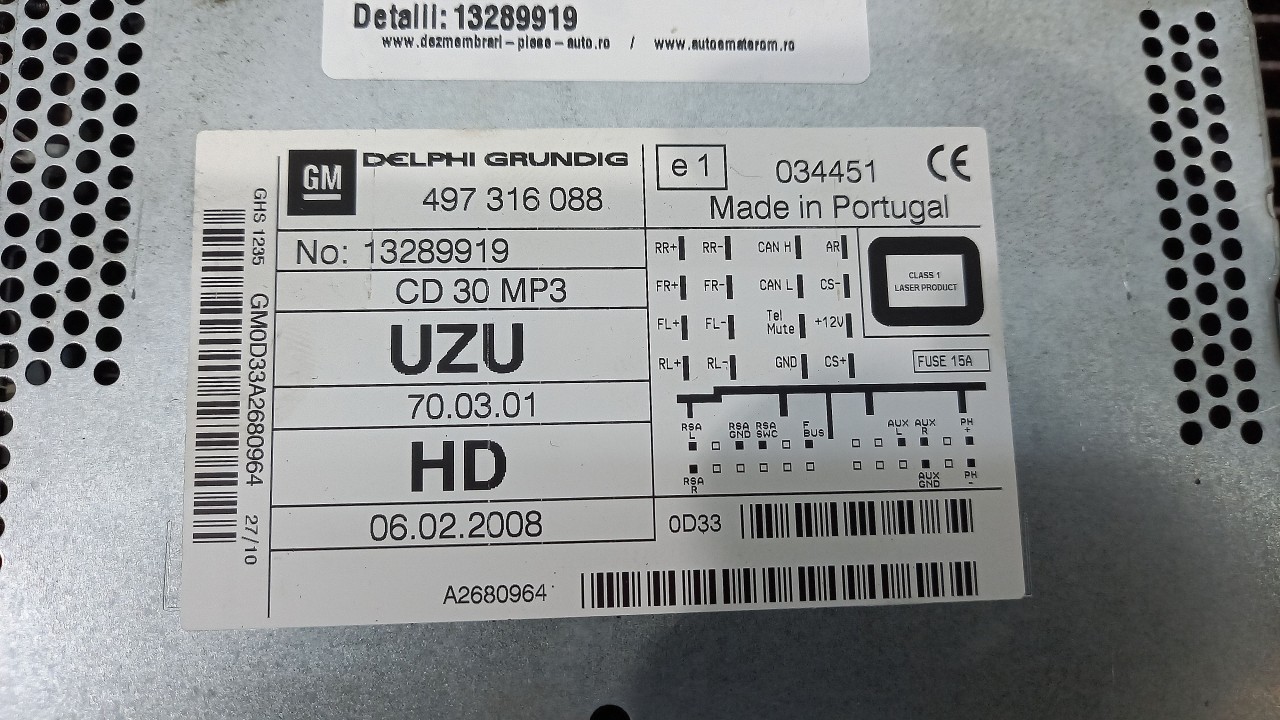 Detalii: 13289919
www.dezmembrari-piese-auto.ro / www.autoematerom.ro
GM DELPHI GRUNDIG
497 316 088
e1 034451 CE
Made in Portugal
No: 13289919
CD 30 MP3
UZU
70.03.01
HD
06.02.2008
RR+ RR- CAN H AR
FR+ FR- CAN L CS-
FL+ FL- Tel Mute +12V
RL+ RL- GND CS+
CLASS 1
LASER PRODUCT
FUSE 15A
RSA L RSA GND RSA SWC E BUS AUX L AUX R PH +
RSA R AUX GND PH -
0D33
A2680964
GHS 1235 GM0D33A2680964 27/10